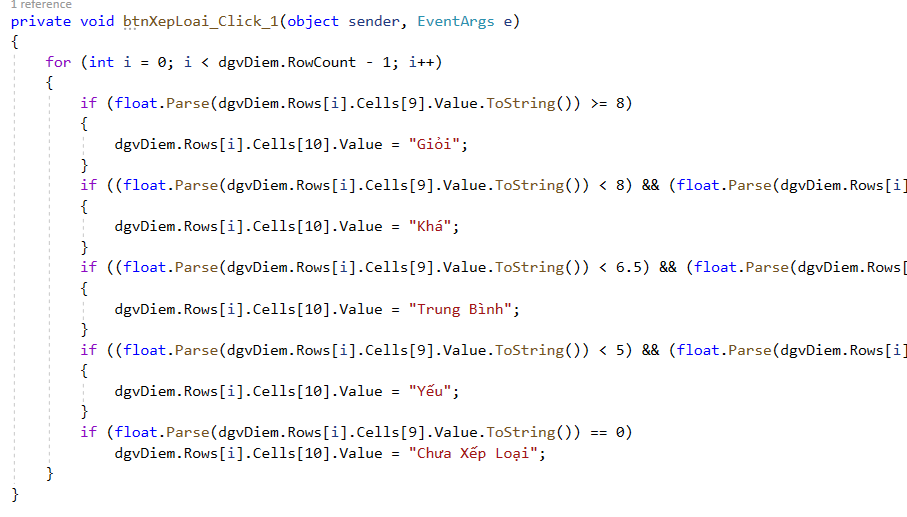 1 reference
private void btnXepLoai_Click_1(object sender, EventArgs e)
{
    for (int i = 0; i < dgvDiem.RowCount - 1; i++)
    {
        if (float.Parse(dgvDiem.Rows[i].Cells[9].Value.ToString()) >= 8)
        {
            dgvDiem.Rows[i].Cells[10].Value = "Giỏi";
        }
        if ((float.Parse(dgvDiem.Rows[i].Cells[9].Value.ToString()) < 8) && (float.Parse(dgvDiem.Rows[i]
        {
            dgvDiem.Rows[i].Cells[10].Value = "Khá";
        }
        if ((float.Parse(dgvDiem.Rows[i].Cells[9].Value.ToString()) < 6.5) && (float.Parse(dgvDiem.Rows[
        {
            dgvDiem.Rows[i].Cells[10].Value = "Trung Bình";
        }
        if ((float.Parse(dgvDiem.Rows[i].Cells[9].Value.ToString()) < 5) && (float.Parse(dgvDiem.Rows[i]
        {
            dgvDiem.Rows[i].Cells[10].Value = "Yếu";
        }
        if (float.Parse(dgvDiem.Rows[i].Cells[9].Value.ToString()) == 0)
            dgvDiem.Rows[i].Cells[10].Value = "Chưa Xếp Loại";
    }
}